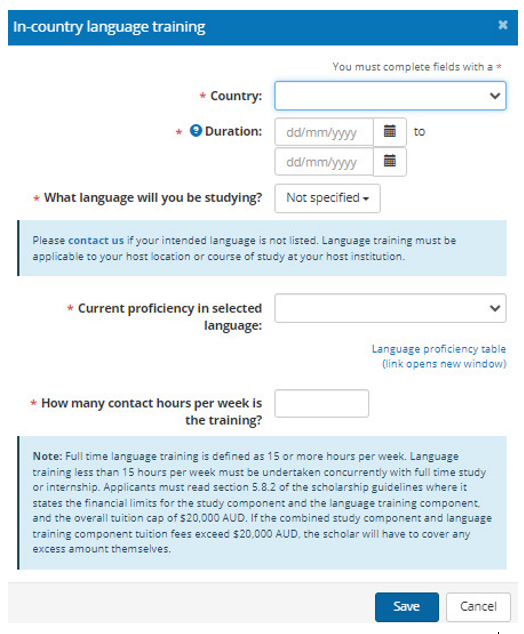 In-country language training ×
You must complete fields with a *
* Country:
* Duration: dd/mm/yyyy to
dd/mm/yyyy
* What language will you be studying? Not specified
Please contact us if your intended language is not listed. Language training must be
applicable to your host location or course of study at your host institution.
* Current proficiency in selected
language:
Language proficiency table
(link opens new window)
* How many contact hours per week is
the training?
Note: Full time language training is defined as 15 or more hours per week. Language
training less than 15 hours per week must be undertaken concurrently with full time study
or internship. Applicants must read section 5.8.2 of the scholarship guidelines where it
states the financial limits for the study component and the language training component,
and the overall tuition cap of $20,000 AUD. If the combined study component and language
training component tuition fees exceed $20,000 AUD, the scholar will have to cover any
excess amount themselves.
Save Cancel